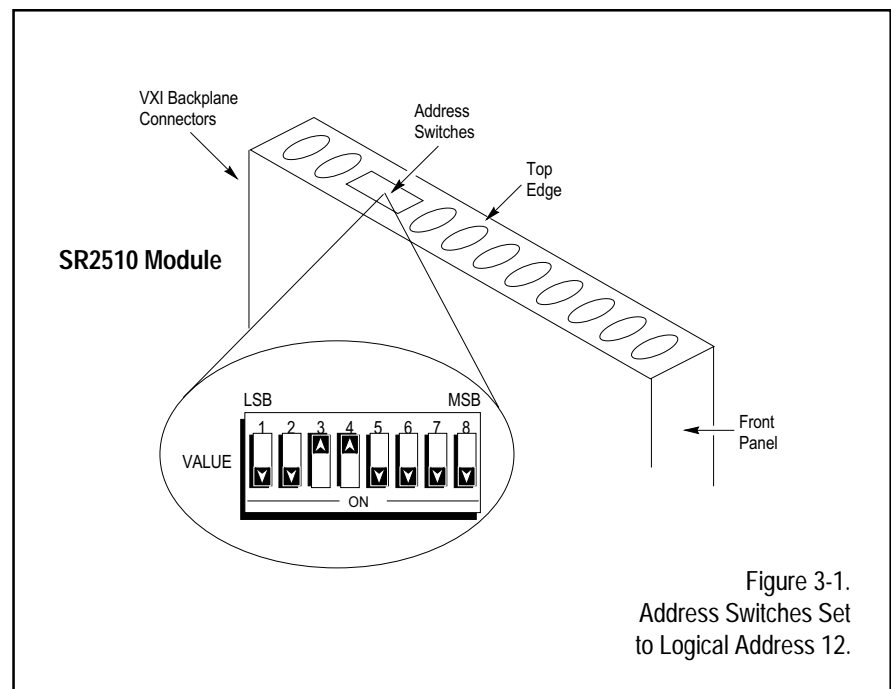 VXI Backplane
Connectors
Address
Switches
Top
Edge
SR2510 Module
LSB MSB
1 2 3 4 5 6 7 8
VALUE
ON
Front
Panel
Figure 3-1.
Address Switches Set
to Logical Address 12.